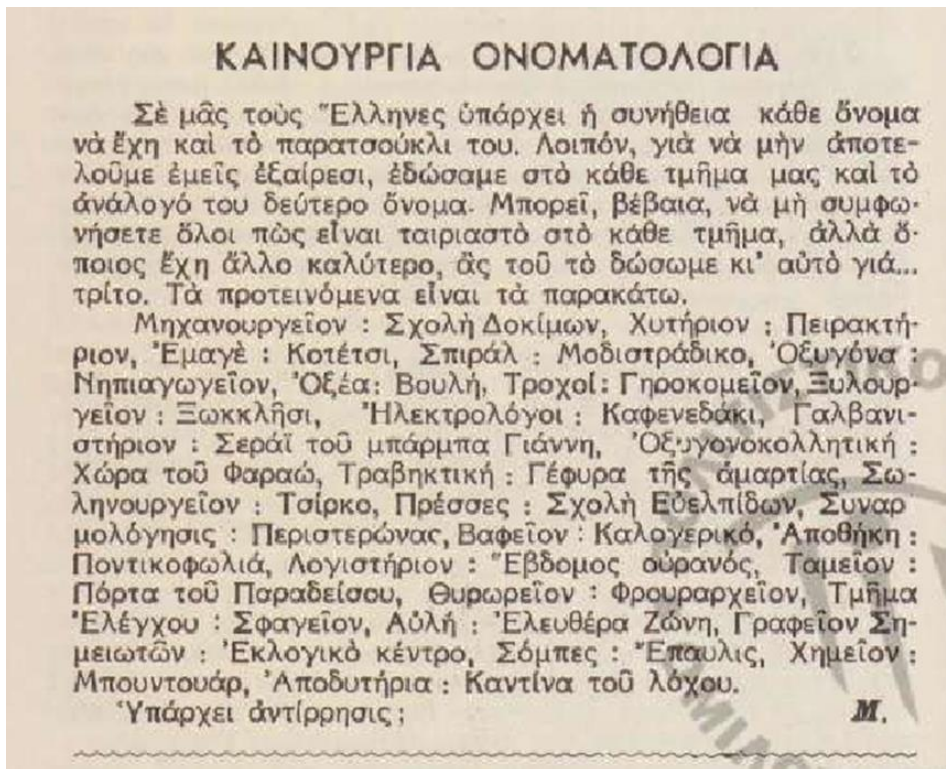 ΚΑΙΝΟΥΡΓΙΑ ΟΝΟΜΑΤΟΛΟΓΙΑ
Σὲ μᾶς τοὺς Ἕλληνες ὑπάρχει ἡ συνήθεια κάθε ὄνομα
νὰ ἔχη καὶ τὸ παρατσούκλι του. Λοιπόν, γιὰ νὰ μὴν ἀποτε-
λοῦμε ἐμεῖς ἐξαίρεσι, ἐδώσαμε στὸ κάθε τμῆμα μας καὶ τὸ
ἀνάλογό του δεύτερο ὄνομα. Μπορεῖ, βέβαια, νὰ μὴ συμφω-
νήσετε ὅλοι πὼς εἶναι ταιριαστὸ στὸ κάθε τμῆμα, ἀλλὰ ὅ-
ποιος ἔχη ἄλλο καλύτερο, ἂς τοῦ τὸ δώσωμε κι' αὐτὸ γιά...
τρίτο. Τὰ προτεινόμενα εἶναι τὰ παρακάτω.
Μηχανουργεῖον : Σχολὴ Δοκίμων, Χυτήριον : Πειρακτή-
ριον, Ἐμαγὲ : Κοτέτσι, Σπιράλ : Μοδιστράδικο, Ὀξυγόνα :
Νηπιαγωγεῖον, Ὀξέα: Βουλή, Τροχοὶ: Γηροκομεῖον, Ξυλουρ-
γεῖον : Ξωκκλῆσι, Ἠλεκτρολόγοι : Καφενεδάκι, Γαλβανι-
στήριον : Σεράϊ τοῦ μπάρμπα Γιάννη, Ὀξυγονοκολλητική :
Χώρα τοῦ Φαραώ, Τραβηκτική : Γέφυρα τῆς ἁμαρτίας, Σω-
ληνουργεῖον : Τσίρκο, Πρέσσες : Σχολὴ Εὐελπίδων, Συναρ
μολόγησις : Περιστερώνας, Βαφεῖον : Καλογερικό, Ἀποθήκη :
Ποντικοφωλιά, Λογιστήριον : Ἕβδομος οὐρανός, Ταμεῖον :
Πόρτα τοῦ Παραδείσου, Θυρωρεῖον : Φρουραρχεῖον, Τμῆμα
Ἐλέγχου : Σφαγεῖον, Αὐλή : Ἐλευθέρα Ζώνη, Γραφεῖον Ση-
μειωτῶν : Ἐκλογικὸ κέντρο, Σόμπες : Ἔπαυλις, Χημεῖον :
Μπουντουάρ, Ἀποδυτήρια : Καντίνα τοῦ λόχου.
Ὑπάρχει ἀντίρρησις ; Μ.